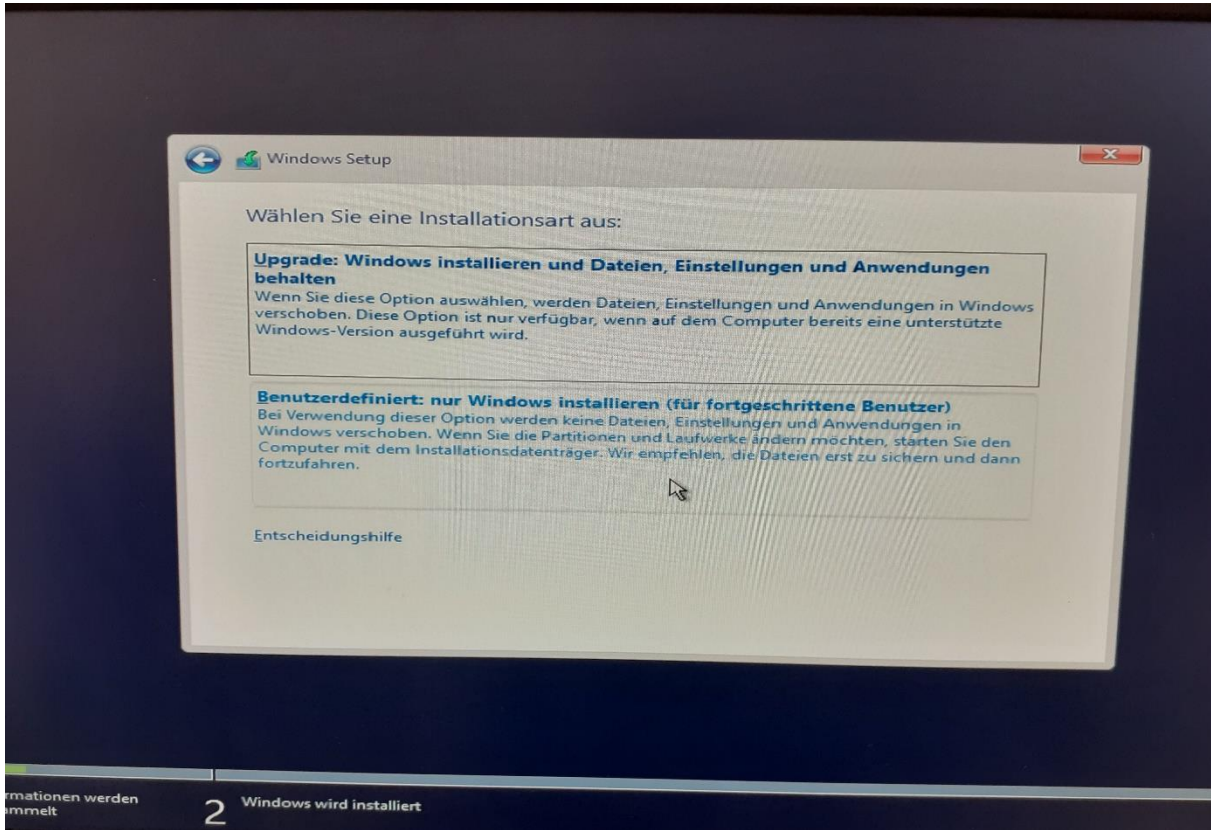 Windows Setup
Wählen Sie eine Installationsart aus:
Upgrade: Windows installieren und Dateien, Einstellungen und Anwendungen
behalten
Wenn Sie diese Option auswählen, werden Dateien, Einstellungen und Anwendungen in Windows
verschoben. Diese Option ist nur verfügbar, wenn auf dem Computer bereits eine unterstützte
Windows-Version ausgeführt wird.
Benutzerdefiniert: nur Windows installieren (für fortgeschrittene Benutzer)
Bei Verwendung dieser Option werden keine Dateien, Einstellungen und Anwendungen in
Windows verschoben. Wenn Sie die Partitionen und Laufwerke ändern möchten, starten Sie den
Computer mit dem Installationsdatenträger. Wir empfehlen, die Dateien erst zu sichern und dann
fortzufahren.
Entscheidungshilfe
rmationen werden
ammelt
2 Windows wird installiert